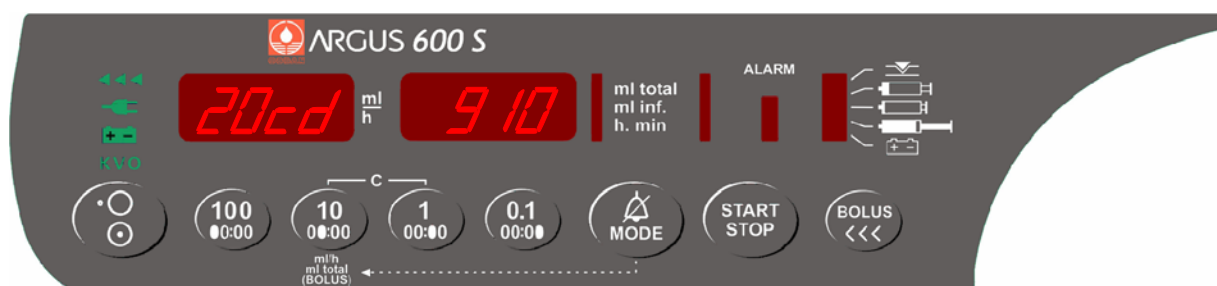 ARGUS 600 S
ALARM
20cd ml/h 910
ml total
ml inf.
h. min
KVO
C
100
00:00
10
00:00
1
00:00
0.1
00:00
MODE
START
STOP
BOLUS
<<<
ml/h
ml total
(BOLUS)